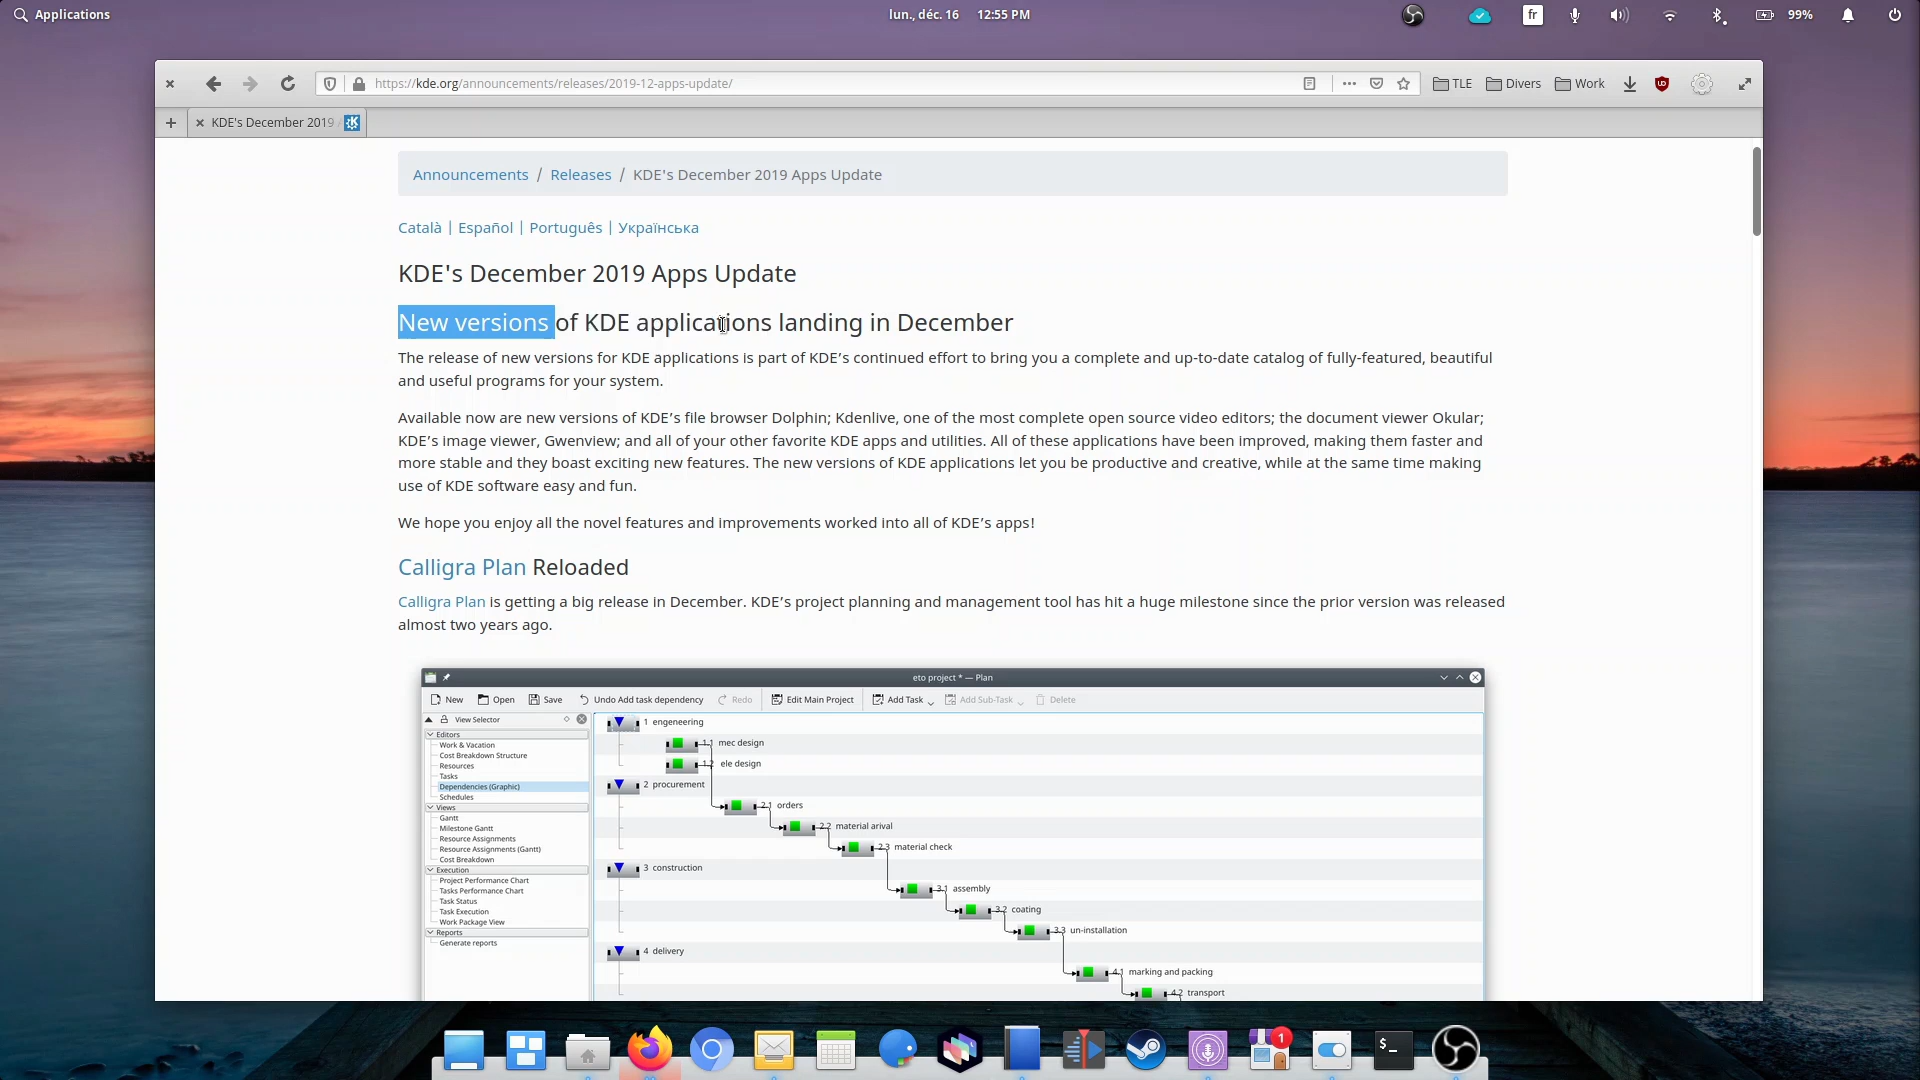 Applications
lun., déc. 16 12:55 PM
fr
99%
https://kde.org/announcements/releases/2019-12-apps-update/
TLE
Divers
Work
KDE's December 2019
Announcements / Releases / KDE's December 2019 Apps Update
Català | Español | Português | Українська
KDE's December 2019 Apps Update
New versions of KDE applications landing in December
The release of new versions for KDE applications is part of KDE’s continued effort to bring you a complete and up-to-date catalog of fully-featured, beautiful
and useful programs for your system.
Available now are new versions of KDE’s file browser Dolphin; Kdenlive, one of the most complete open source video editors; the document viewer Okular;
KDE’s image viewer, Gwenview; and all of your other favorite KDE apps and utilities. All of these applications have been improved, making them faster and
more stable and they boast exciting new features. The new versions of KDE applications let you be productive and creative, while at the same time making
use of KDE software easy and fun.
We hope you enjoy all the novel features and improvements worked into all of KDE’s apps!
Calligra Plan Reloaded
Calligra Plan is getting a big release in December. KDE’s project planning and management tool has hit a huge milestone since the prior version was released
almost two years ago.
eto project * — Plan
New
Open
Save
Undo Add task dependency
Redo
Edit Main Project
Add Task
Add Sub-Task
Delete
View Selector
Editors
Work & Vacation
Cost Breakdown Structure
Resources
Tasks
Dependencies (Graphic)
Schedules
Views
Gantt
Milestone Gantt
Resource Assignments
Resource Assignments (Gantt)
Cost Breakdown
Execution
Project Performance Chart
Tasks Performance Chart
Task Status
Task Execution
Work Package View
Reports
Generate reports
1 engeneering
1.1 mec design
1.2 ele design
2 procurement
2.1 orders
2.2 material arival
2.3 material check
3 construction
3.1 assembly
3.2 coating
3.3 un-installation
4 delivery
4.1 marking and packing
4.2 transport
1
$